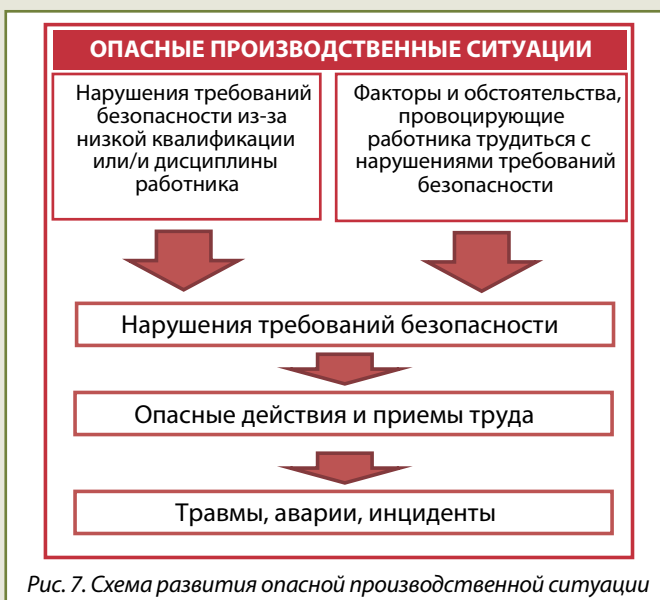 ОПАСНЫЕ ПРОИЗВОДСТВЕННЫЕ СИТУАЦИИ
Нарушения требований
безопасности из-за
низкой квалификации
или/и дисциплины
работника
Факторы и обстоятельства,
провоцирующие
работника трудиться с
нарушениями требований
безопасности
Нарушения требований безопасности
Опасные действия и приемы труда
Травмы, аварии, инциденты
Рис. 7. Схема развития опасной производственной ситуации